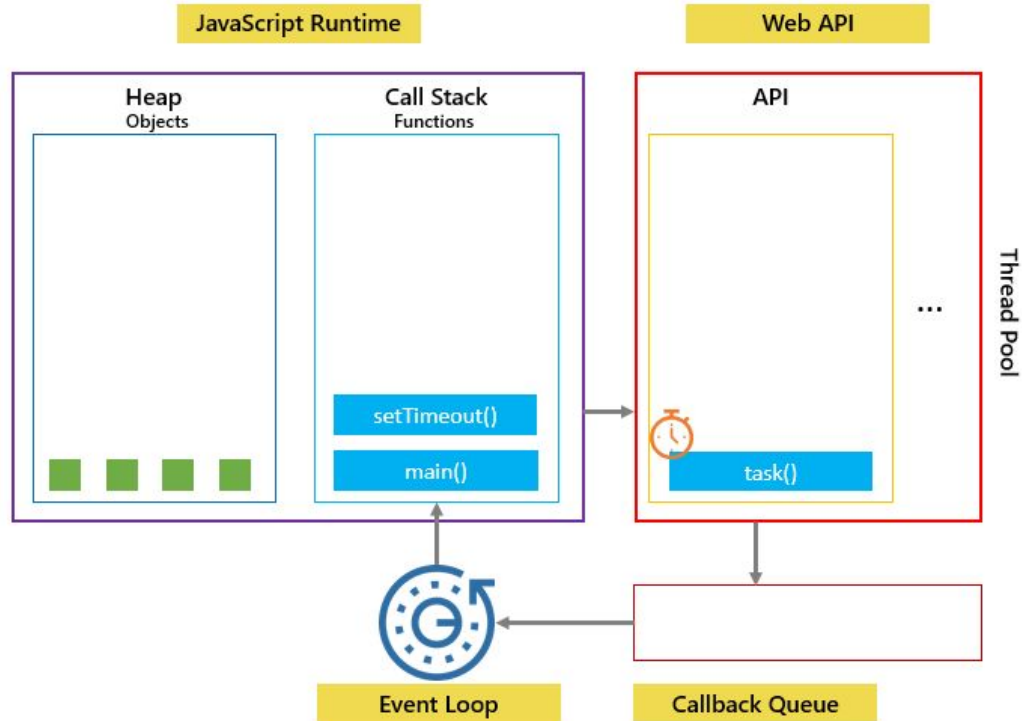 JavaScript Runtime
Web API
Heap
Objects
Call Stack
Functions
API
Thread Pool
...
setTimeout()
main()
task()
Event Loop
Callback Queue